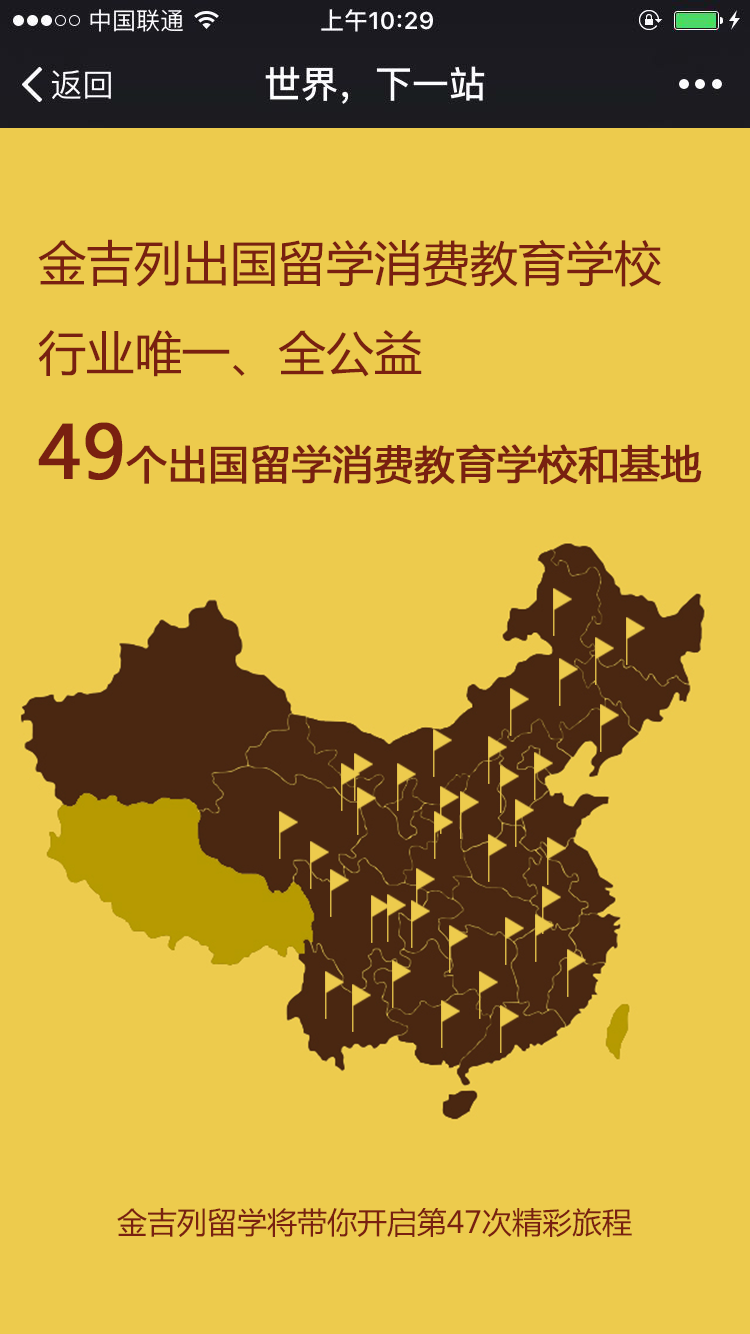 中国联通 上午10:29
返回 世界，下一站
金吉列出国留学消费教育学校
行业唯一、全公益
49个出国留学消费教育学校和基地
金吉列留学将带你开启第47次精彩旅程